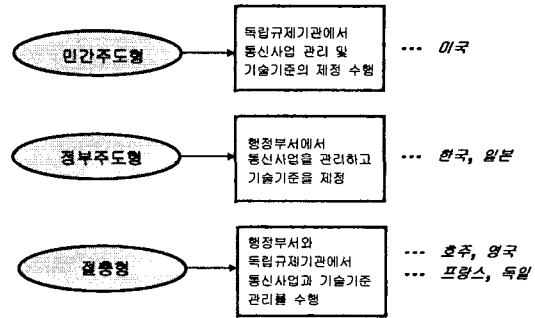 민간주도형
독립규제기관에서
통신사업 관리 및
기술기준의 제정 수행
··· 미국
정부주도형
행정부서에서
통신사업을 관리하고
기술기준을 제정
··· 한국, 일본
절충형
행정부서와
독립규제기관에서
통신사업과 기술기준
관리를 수행
··· 호주, 영국
··· 프랑스, 독일